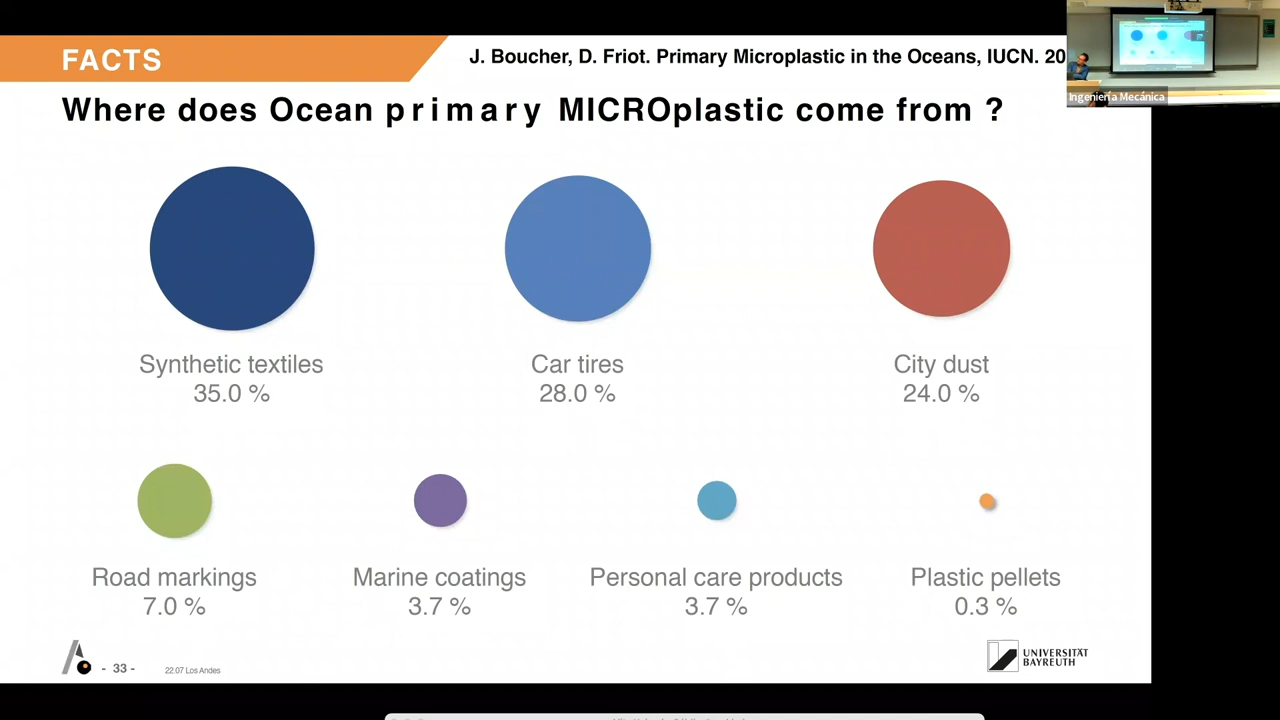 FACTS
J. Boucher, D. Friot. Primary Microplastic in the Oceans, IUCN. 20
Ingeniería Mecánica
Where does Ocean primary MICROplastic come from ?
Synthetic textiles
35.0 %
Car tires
28.0 %
City dust
24.0 %
Road markings
7.0 %
Marine coatings
3.7 %
Personal care products
3.7 %
Plastic pellets
0.3 %
- 33 -
22.07 Los Andes
UNIVERSITÄT
BAYREUTH